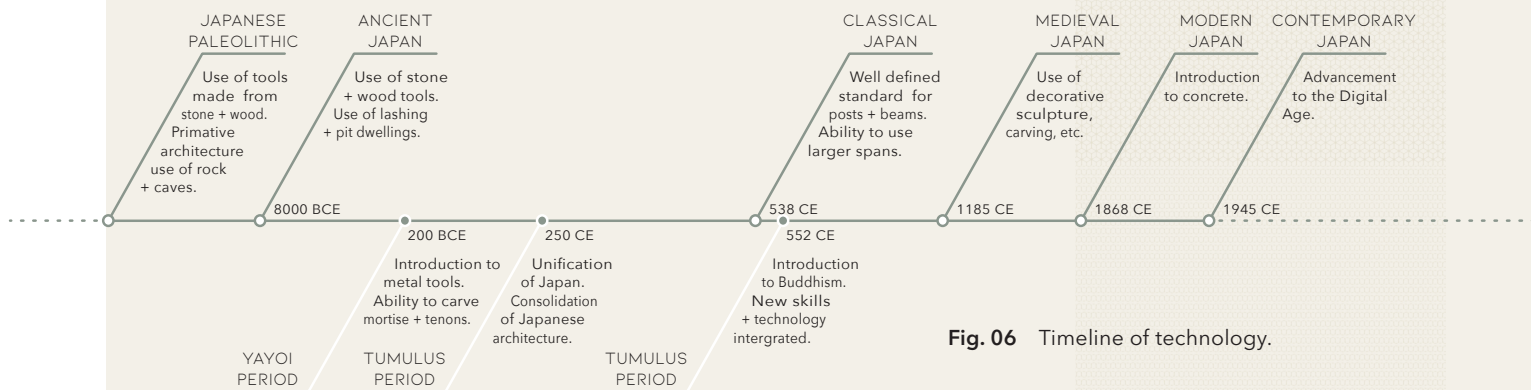 JAPANESE
PALEOLITHIC
Use of tools
made from
stone + wood.
Primative
architecture
use of rock
+ caves.
ANCIENT
JAPAN
Use of stone
+ wood tools.
Use of lashing
+ pit dwellings.
CLASSICAL
JAPAN
Well defined
standard for
posts + beams.
Ability to use
larger spans.
MEDIEVAL
JAPAN
Use of
decorative
sculpture,
carving, etc.
MODERN
JAPAN
Introduction
to concrete.
CONTEMPORARY
JAPAN
Advancement
to the Digital
Age.
8000 BCE
538 CE
1185 CE
1868 CE
1945 CE
200 BCE
Introduction to
metal tools.
Ability to carve
mortise + tenons.
YAYOI
PERIOD
250 CE
Unification
of Japan.
Consolidation
of Japanese
architecture.
TUMULUS
PERIOD
552 CE
Introduction
to Buddhism.
New skills
+ technology
intergrated.
TUMULUS
PERIOD
Fig. 06 Timeline of technology.